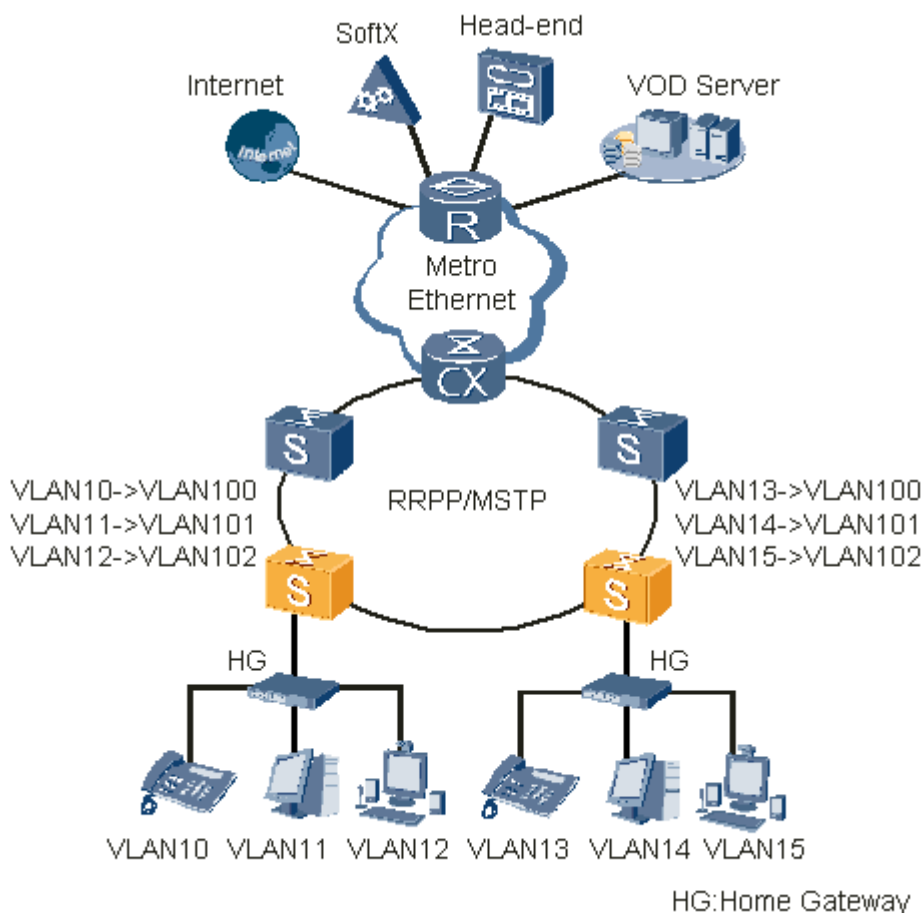 SoftX
Head-end
Internet
VOD Server
Internet
R
Metro
Ethernet
CX
S
S
VLAN10->VLAN100
VLAN11->VLAN101
VLAN12->VLAN102
RRPP/MSTP
VLAN13->VLAN100
VLAN14->VLAN101
VLAN15->VLAN102
S
S
HG
HG
VLAN10
VLAN11
VLAN12
VLAN13
VLAN14
VLAN15
HG:Home Gateway